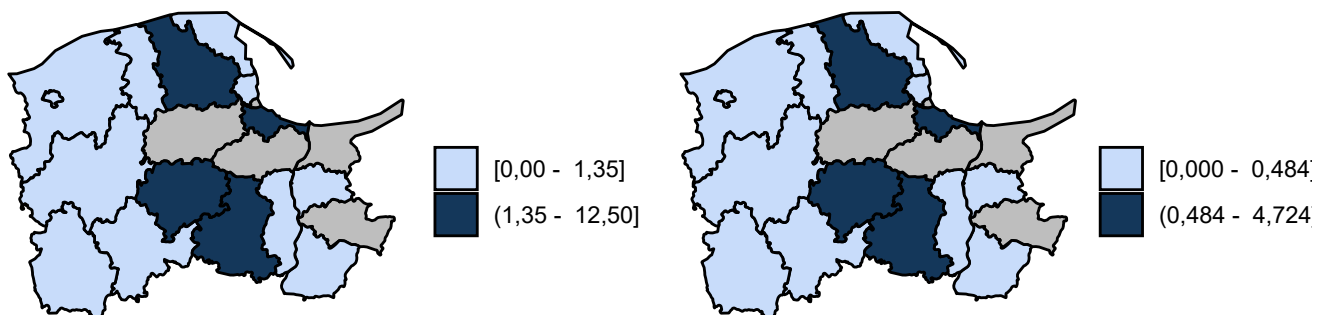 [0,00 - 1,35]
(1,35 - 12,50]
[0,000 - 0,484]
(0,484 - 4,724]